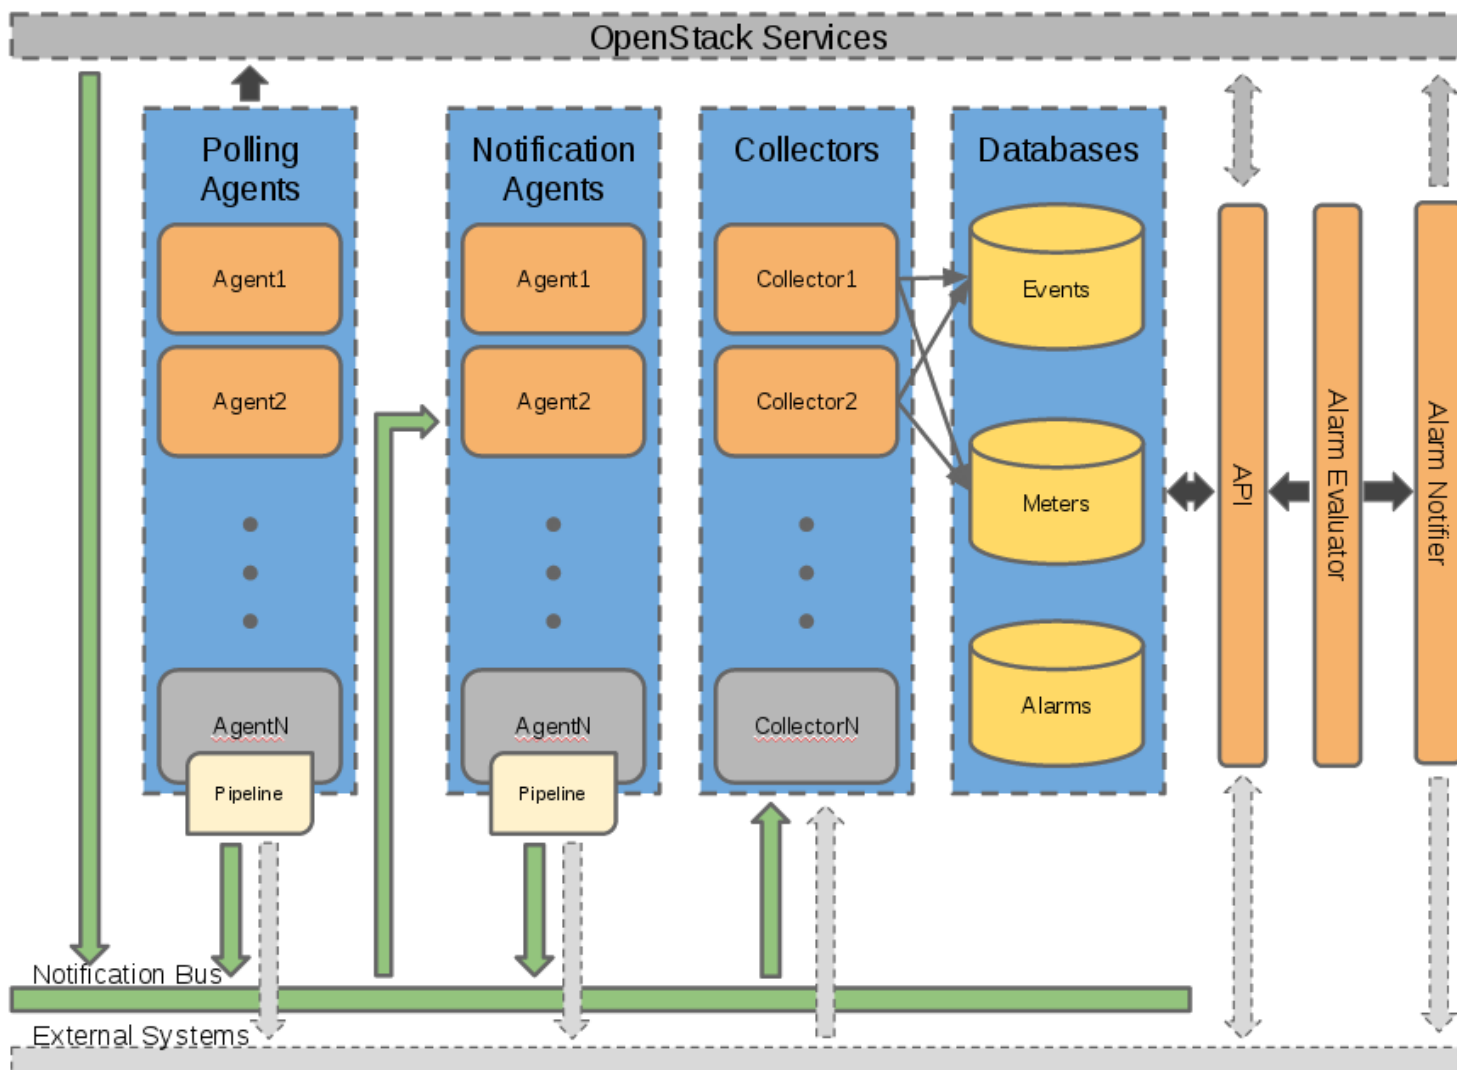 OpenStack Services
Polling
Agents
Agent1
Agent2
AgentN
Pipeline
Notification
Agents
Agent1
Agent2
AgentN
Pipeline
Collectors
Collector1
Collector2
CollectorN
Databases
Events
Meters
Alarms
API
Alarm Evaluator
Alarm Notifier
Notification Bus
External Systems